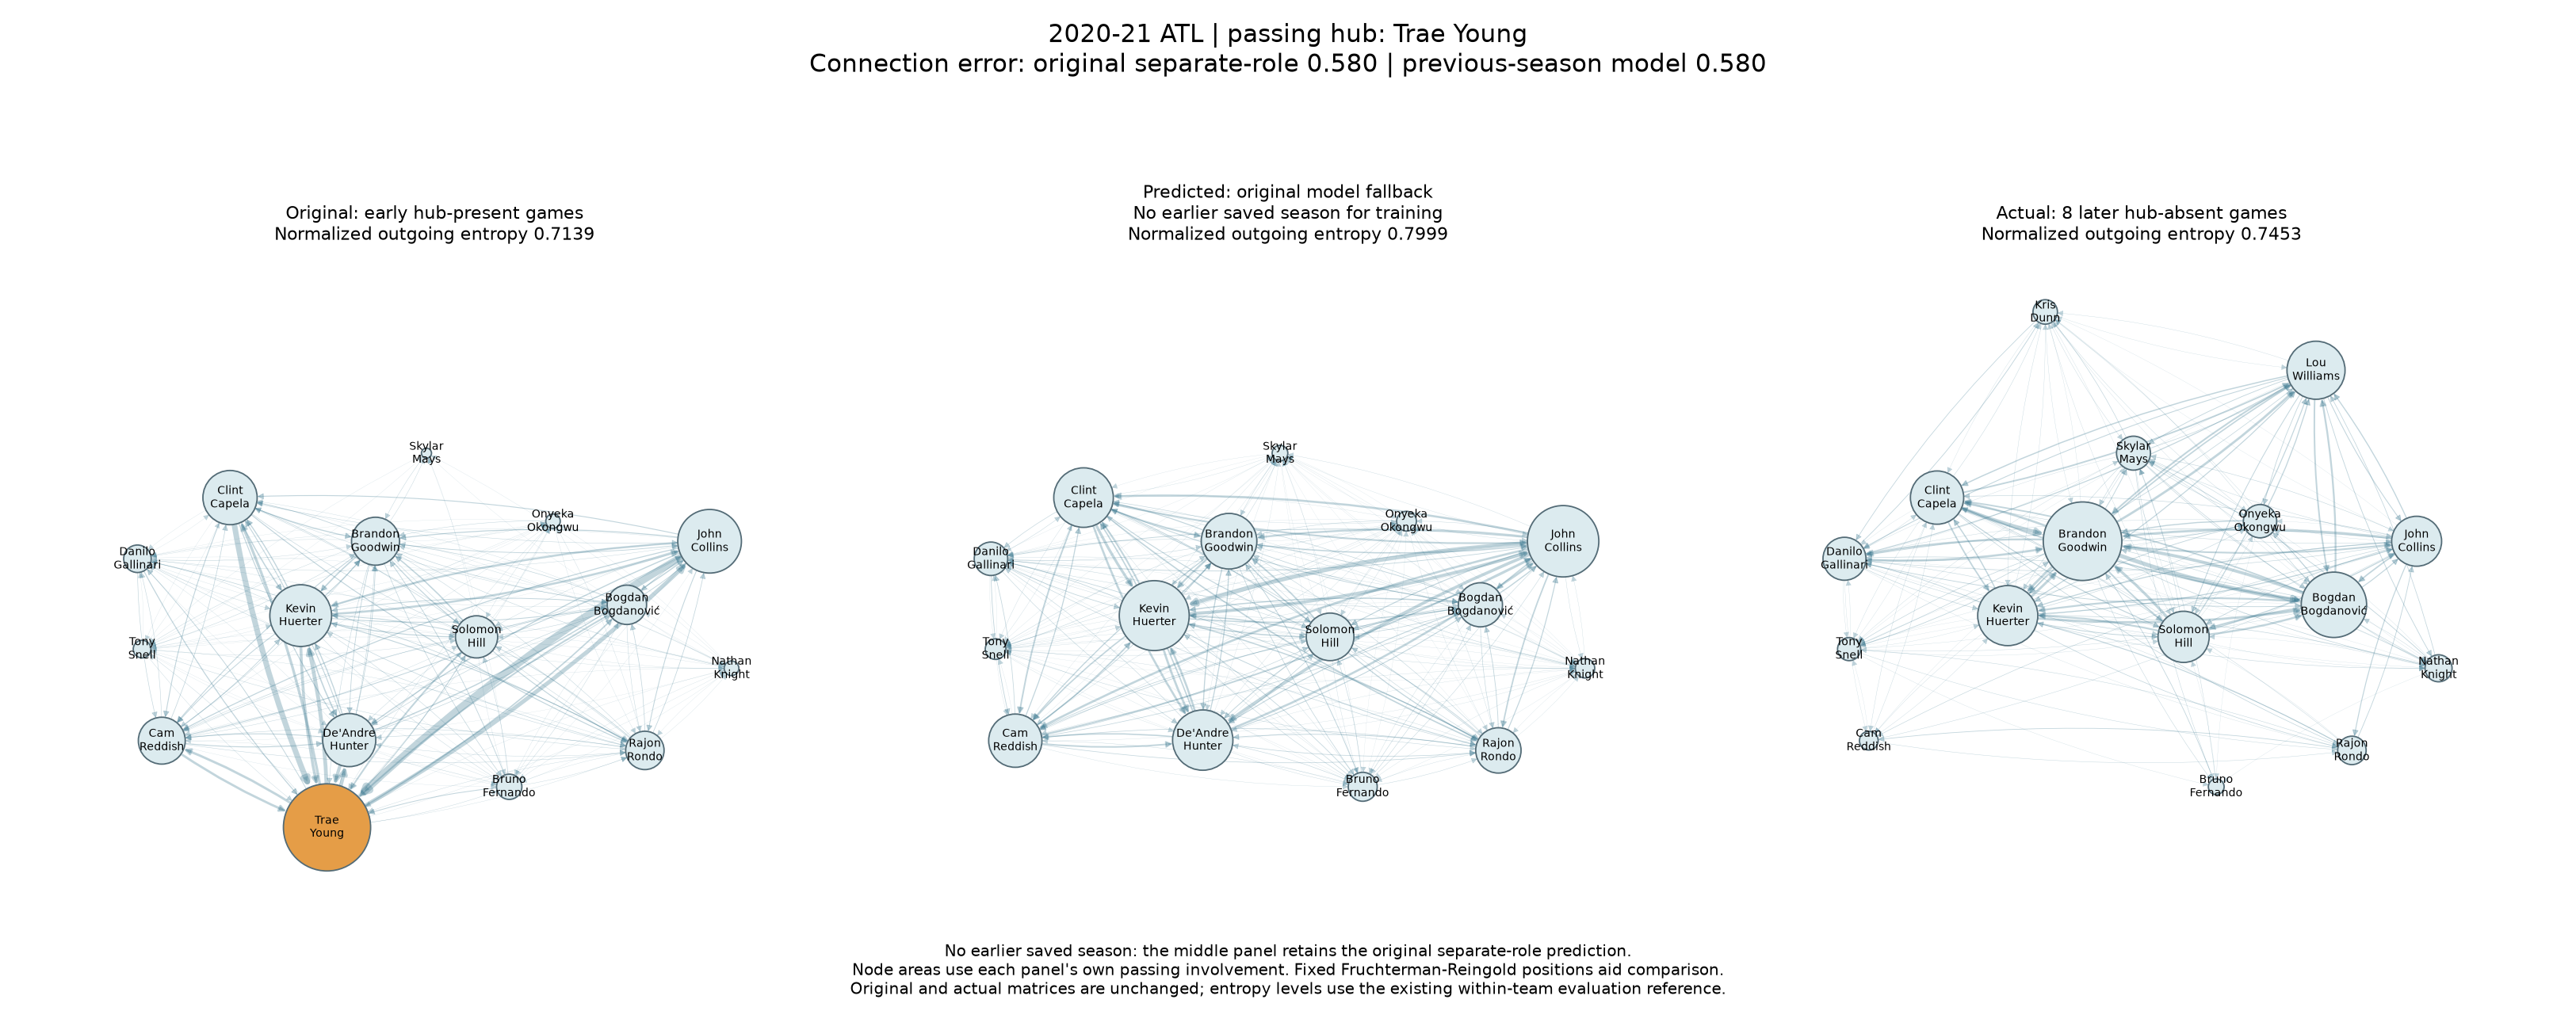 2020-21 ATL | passing hub: Trae Young
Connection error: original separate-role 0.580 | previous-season model 0.580
Original: early hub-present games
Normalized outgoing entropy 0.7139
Skylar
Mays
Clint
Capela
Onyeka
Okongwu
Brandon
Goodwin
John
Collins
Danilo
Gallinari
Bogdan
Bogdanović
Kevin
Huerter
Solomon
Hill
Tony
Snell
Nathan
Knight
Cam
Reddish
De'Andre
Hunter
Rajon
Rondo
Bruno
Fernando
Trae
Young
Predicted: original model fallback
No earlier saved season for training
Normalized outgoing entropy 0.7999
Skylar
Mays
Clint
Capela
Onyeka
Okongwu
Brandon
Goodwin
John
Collins
Danilo
Gallinari
Bogdan
Bogdanović
Kevin
Huerter
Solomon
Hill
Tony
Snell
Nathan
Knight
Cam
Reddish
De'Andre
Hunter
Rajon
Rondo
Bruno
Fernando
Actual: 8 later hub-absent games
Normalized outgoing entropy 0.7453
Kris
Dunn
Lou
Williams
Skylar
Mays
Clint
Capela
Onyeka
Okongwu
Brandon
Goodwin
John
Collins
Danilo
Gallinari
Bogdan
Bogdanović
Kevin
Huerter
Solomon
Hill
Tony
Snell
Nathan
Knight
Cam
Reddish
Rajon
Rondo
Bruno
Fernando
No earlier saved season: the middle panel retains the original separate-role prediction.
Node areas use each panel's own passing involvement. Fixed Fruchterman-Reingold positions aid comparison.
Original and actual matrices are unchanged; entropy levels use the existing within-team evaluation reference.